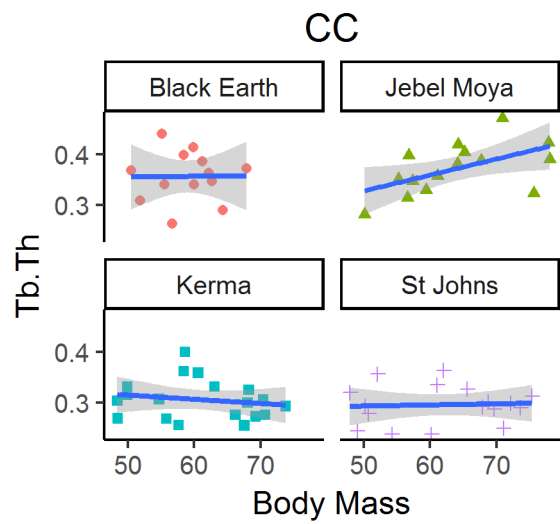 CC
Black Earth
Jebel Moya
0.4
0.3
Kerma
St Johns
0.4
0.3
50 60 70
50 60 70
Tb.Th
Body Mass